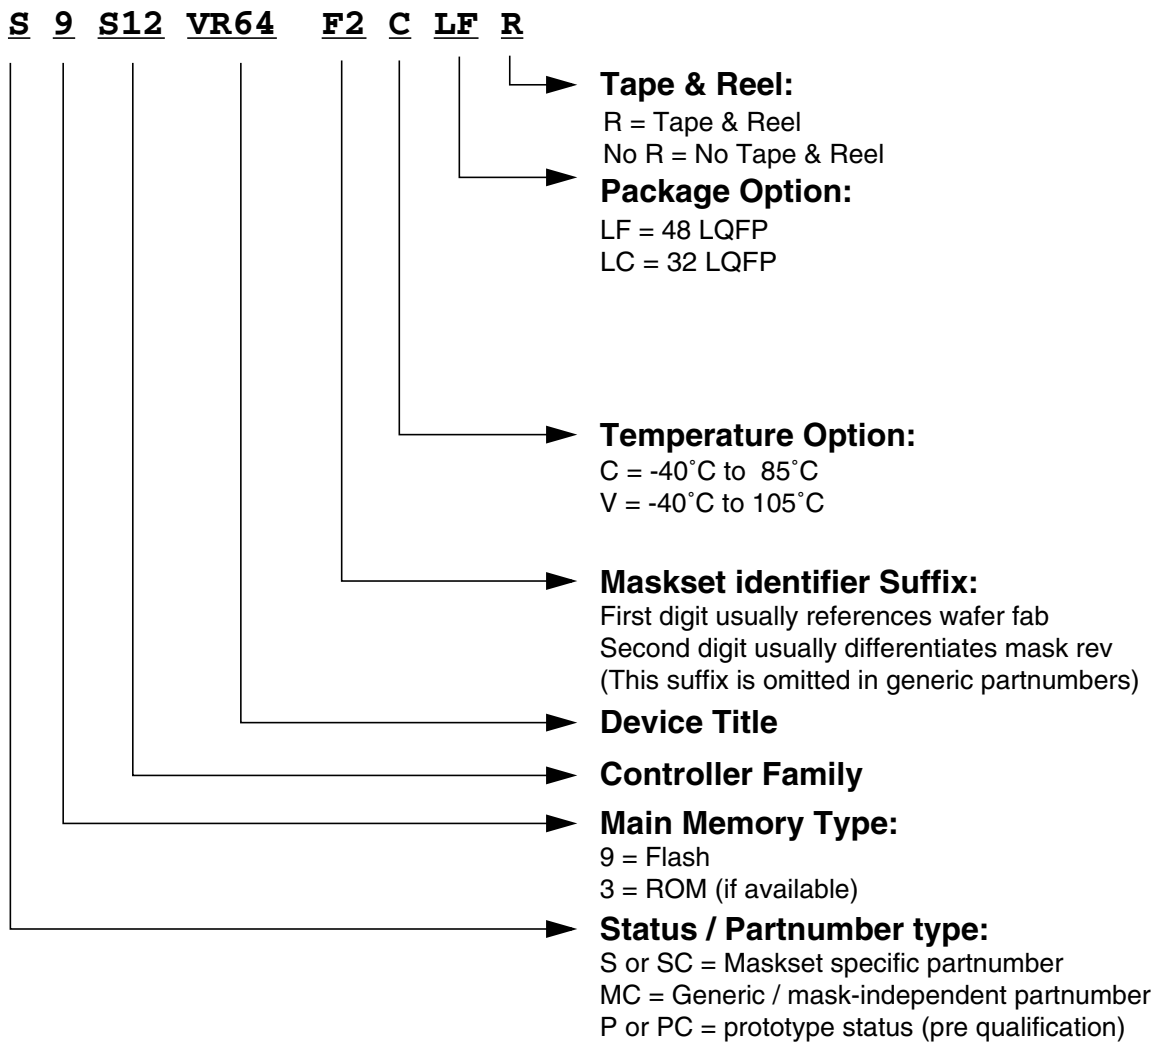 S 9 S12 VR64 F2 C LF R
Tape & Reel:
R = Tape & Reel
No R = No Tape & Reel
Package Option:
LF = 48 LQFP
LC = 32 LQFP
Temperature Option:
C = -40˚C to 85˚C
V = -40˚C to 105˚C
Maskset identifier Suffix:
First digit usually references wafer fab
Second digit usually differentiates mask rev
(This suffix is omitted in generic partnumbers)
Device Title
Controller Family
Main Memory Type:
9 = Flash
3 = ROM (if available)
Status / Partnumber type:
S or SC = Maskset specific partnumber
MC = Generic / mask-independent partnumber
P or PC = prototype status (pre qualification)